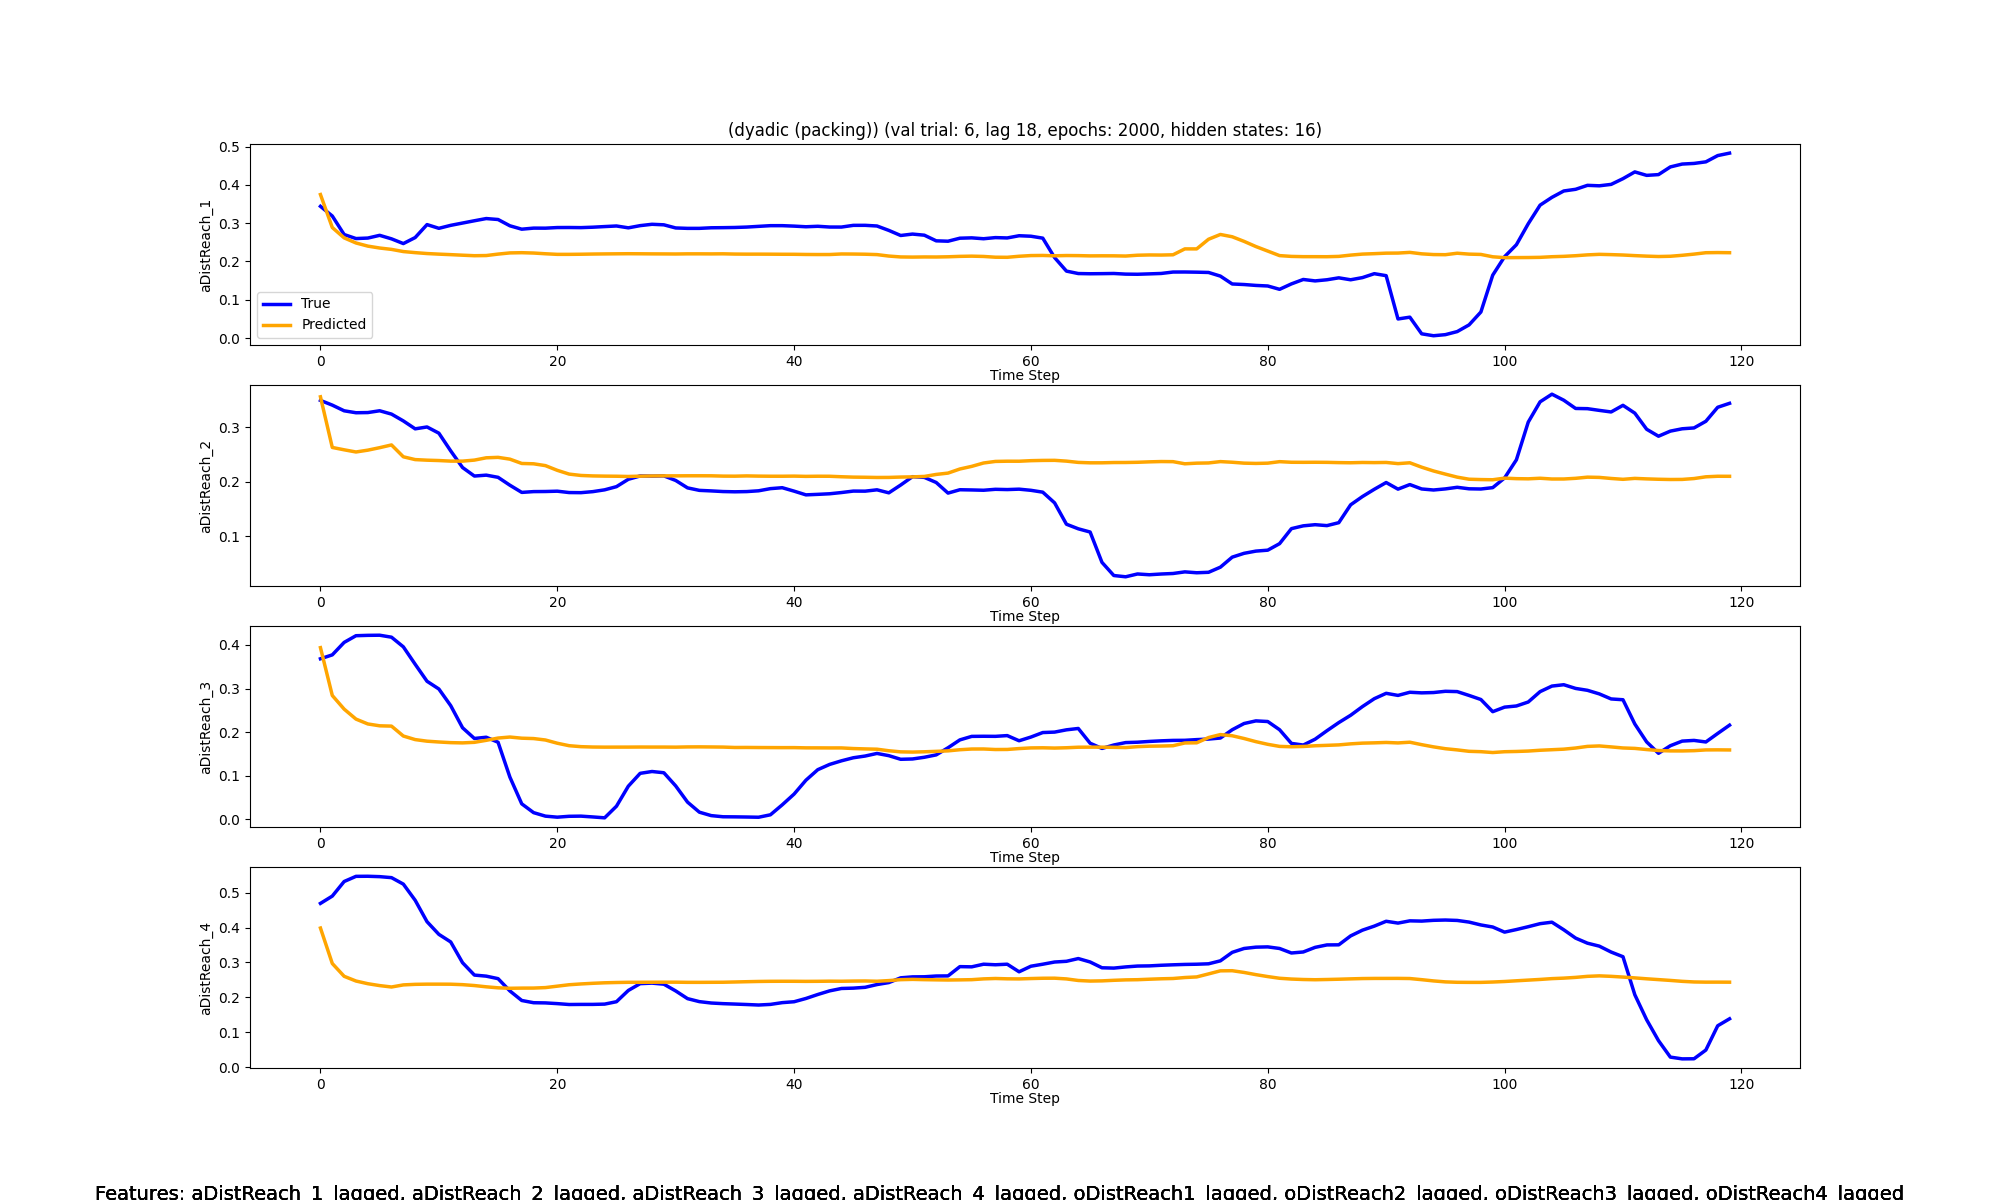 (dyadic (packing)) (val trial: 6, lag 18, epochs: 2000, hidden states: 16)
0.5
0.4
0.3
0.2
0.1
0.0
aDistReach_1
True
Predicted
0 20 40 60 80 100 120
Time Step
0.3
0.2
0.1
aDistReach_2
0 20 40 60 80 100 120
Time Step
0.4
0.3
0.2
0.1
0.0
aDistReach_3
0 20 40 60 80 100 120
Time Step
0.5
0.4
0.3
0.2
0.1
0.0
aDistReach_4
0 20 40 60 80 100 120
Time Step
Features: aDistReach_1_lagged, aDistReach_2_lagged, aDistReach_3_lagged, aDistReach_4_lagged, oDistReach1_lagged, oDistReach2_lagged, oDistReach3_lagged, oDistReach4_lagged